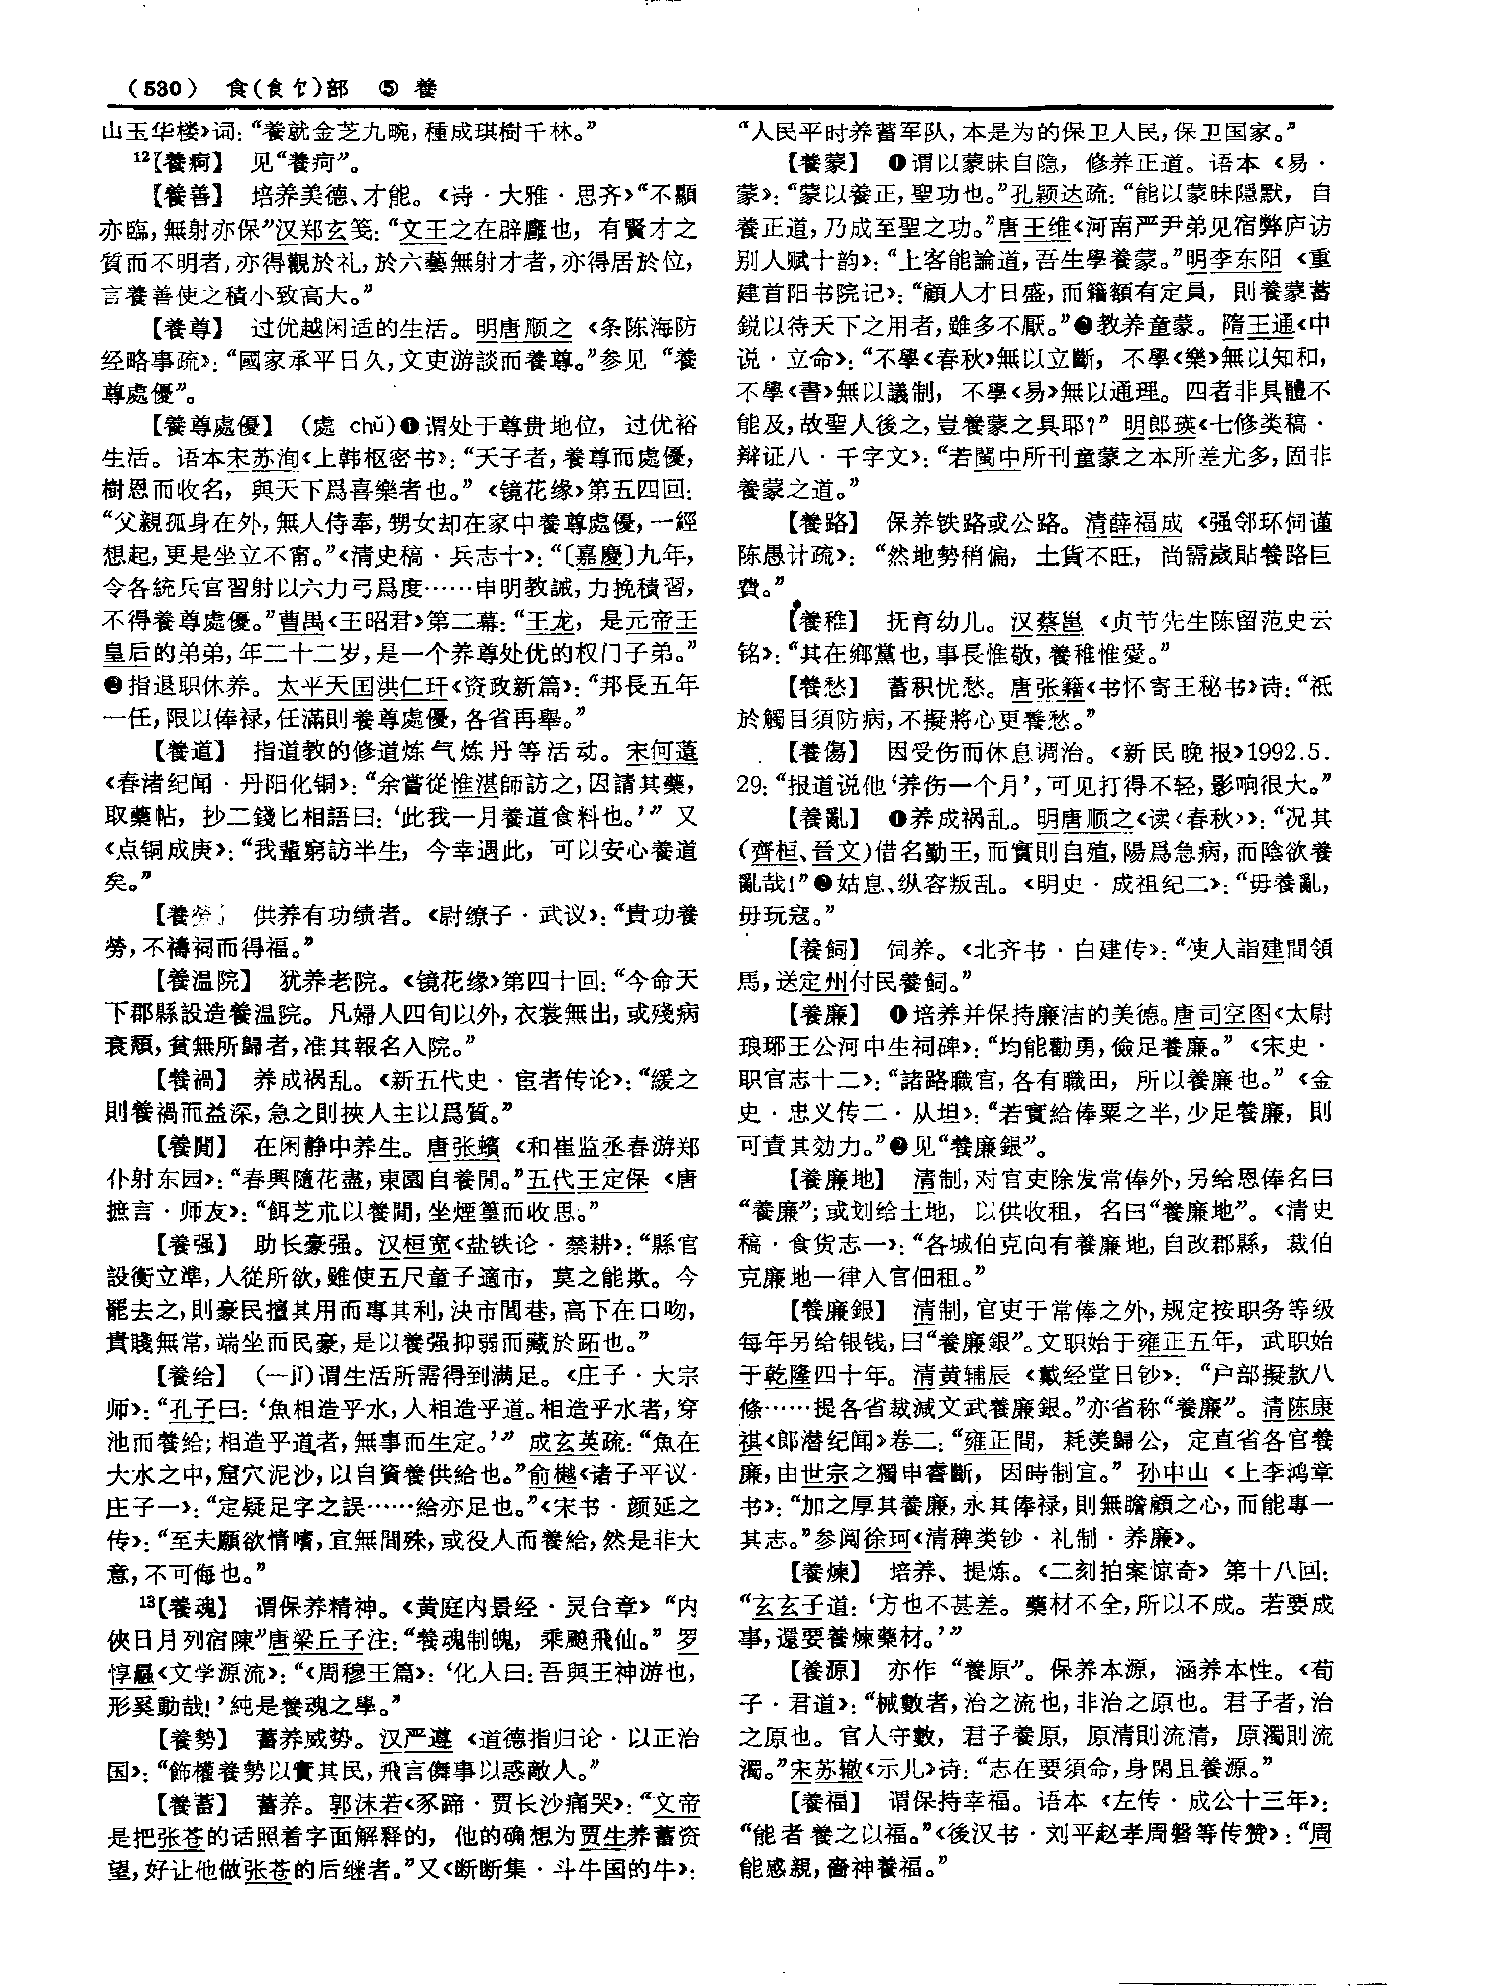 （530） 食(食饣)部 ⑤ 養
山玉华楼》词：“養就金芝九畹，種成琪樹千林。”
12【養痾】 见“養疴”。
【養善】 培养美德、才能。《诗·大雅·思齐》“不顯
亦臨，無射亦保”汉郑玄笺：“文王之在辟廱也，有賢才之
質而不明者，亦得觀於礼，於六藝無射才者，亦得居於位，
言養善使之積小致高大。”
【養尊】 过优越闲适的生活。明唐顺之《条陈海防
经略事疏》：“國家承平日久，文吏游談而養尊。”参见“養
尊處優”。
【養尊處優】 （處 chǔ）❶谓处于尊贵地位，过优裕
生活。语本宋苏洵《上韩枢密书》：“天子者，養尊而處優，
樹恩而收名，與天下爲喜樂者也。”《镜花缘》第五四回：
“父親孤身在外，無人侍奉，甥女却在家中養尊處優，一經
想起，更是坐立不甯。”《清史稿·兵志十》：“〔嘉慶〕九年，
令各統兵官習射以六力弓爲度……申明教誡，力挽積習，
不得養尊處優。”曹禺《王昭君》第二幕：“王龙，是元帝王
皇后的弟弟，年二十二岁，是一个养尊处优的权门子弟。”
❷指退职休养。太平天囯洪仁玕《资政新篇》：“邦長五年
一任，限以俸禄，任滿則養尊處優，各省再舉。”
【養道】 指道教的修道炼气炼丹等活动。宋何薳
《春渚纪闻·丹阳化铜》：“余嘗從惟湛師訪之，因請其藥，
取藥帖，抄二錢匕相語曰：‘此我一月養道食料也。’”又
《点铜成庚》：“我輩窮訪半生，今幸遇此，可以安心養道
矣。”
【養勞】 供养有功绩者。《尉缭子·武议》：“貴功養
勞，不禱祠而得福。”
【養温院】 犹养老院。《镜花缘》第四十回：“今命天
下郡縣設造養温院。凡婦人四旬以外，衣裳無出，或殘病
衰頽，貧無所歸者，准其報名入院。”
【養禍】 养成祸乱。《新五代史·宦者传论》：“緩之
則養禍而益深，急之則挾人主以爲質。”
【養閒】 在闲静中养生。唐张蠙《和崔监丞春游郑
仆射东园》：“春興隨花盡，東園自養閒。”五代王定保《唐
摭言·师友》：“餌芝朮以養閒，坐煙篁而收思。”
【養强】 助长豪强。汉桓宽《盐铁论·禁耕》：“縣官
設衡立準，人從所欲，雖使五尺童子適市，莫之能欺。今
罷去之，則豪民擅其用而專其利，決市閭巷，高下在口吻，
貴賤無常，端坐而民豪，是以養强抑弱而藏於跖也。”
【養给】 （—jǐ）谓生活所需得到满足。《庄子·大宗
师》：“孔子曰：‘魚相造乎水，人相造乎道。相造乎水者，穿
池而養給；相造乎道者，無事而生定。’”成玄英疏：“魚在
大水之中，窟穴泥沙，以自資養供給也。”俞樾《诸子平议·
庄子一》：“定疑足字之誤……給亦足也。”《宋书·颜延之
传》：“至夫願欲情嗜，宜無間殊，或役人而養給，然是非大
意，不可侮也。”
13【養魂】 谓保养精神。《黄庭内景经·灵台章》“内
俠日月列宿陳”唐梁丘子注：“養魂制魄，乘飈飛仙。”罗
惇曧《文学源流》：“《周穆王篇》：‘化人曰：吾與王神游也，
形奚動哉！’純是養魂之學。”
【養勢】 蓄养威势。汉严遵《道德指归论·以正治
国》：“飾權養勢以實其民，飛言僞事以惑敵人。”
【養蓄】 蓄养。郭沫若《豕蹄·贾长沙痛哭》：“文帝
是把张苍的话照着字面解释的，他的确想为贾生养蓄资
望，好让他做张苍的后继者。”又《断断集·斗牛国的牛》：
“人民平时养蓄军队，本是为的保卫人民，保卫国家。”
【養蒙】 ❶谓以蒙昧自隐，修养正道。语本《易·
蒙》：“蒙以養正，聖功也。”孔颖达疏：“能以蒙昧隱默，自
養正道，乃成至聖之功。”唐王维《河南严尹弟见宿弊庐访
别人赋十韵》：“上客能論道，吾生學養蒙。”明李东阳《重
建首阳书院记》：“顧人才日盛，而籍額有定員，則養蒙蓄
鋭以待天下之用者，雖多不厭。”❷教养童蒙。隋王通《中
说·立命》：“不學《春秋》無以立斷，不學《樂》無以知和，
不學《書》無以議制，不學《易》無以通理。四者非具體不
能及，故聖人後之，豈養蒙之具耶？”明郎瑛《七修类稿·
辩证八·千字文》：“若閩中所刊童蒙之本所差尤多，固非
養蒙之道。”
【養路】 保养铁路或公路。清薛福成《强邻环伺谨
陈愚计疏》：“然地勢稍偏，土貨不旺，尚需歲貼養路巨
費。”
【養稚】 抚育幼儿。汉蔡邕《贞节先生陈留范史云
铭》：“其在鄉黨也，事長惟敬，養稚惟愛。”
【養愁】 蓄积忧愁。唐张籍《书怀寄王秘书》诗：“衹
於觸目須防病，不擬將心更養愁。”
【養傷】 因受伤而休息调治。《新民晚报》1992.5.
29：“报道说他‘养伤一个月’，可见打得不轻，影响很大。”
【養亂】 ❶养成祸乱。明唐顺之《读〈春秋〉》：“况其
（齊桓、晉文）借名勤王，而實則自殖，陽爲急病，而陰欲養
亂哉！”❷姑息、纵容叛乱。《明史·成祖纪二》：“毋養亂，
毋玩寇。”
【養飼】 饲养。《北齐书·白建传》：“使人詣建間領
馬，送定州付民養飼。”
【養廉】 ❶培养并保持廉洁的美德。唐司空图《太尉
琅琊王公河中生祠碑》：“均能勸勇，儉足養廉。”《宋史·
职官志十二》：“諸路職官，各有職田，所以養廉也。”《金
史·忠义传二·从坦》：“若實給俸粟之半，少足養廉，則
可責其効力。”❷见“養廉銀”。
【養廉地】 清制，对官吏除发常俸外，另给恩俸名曰
“養廉”；或划给土地，以供收租，名曰“養廉地”。《清史
稿·食货志一》：“各城伯克向有養廉地，自改郡縣，裁伯
克廉地一律入官佃租。”
【養廉銀】 清制，官吏于常俸之外，规定按职务等级
每年另给银钱，曰“養廉銀”。文职始于雍正五年，武职始
于乾隆四十年。清黄辅辰《戴经堂日钞》：“户部擬款八
條……提各省裁減文武養廉銀。”亦省称“養廉”。清陈康
祺《郎潜纪闻》卷二：“雍正間，耗羨歸公，定直省各官養
廉，由世宗之獨申睿斷，因時制宜。”孙中山《上李鸿章
书》：“加之厚其養廉，永其俸禄，則無瞻顧之心，而能專一
其志。”参阅徐珂《清稗类钞·礼制·养廉》。
【養煉】 培养、提炼。《二刻拍案惊奇》第十八回：
“玄玄子道：‘方也不甚差。藥材不全，所以不成。若要成
事，還要養煉藥材。’”
【養源】 亦作“養原”。保养本源，涵养本性。《荀
子·君道》：“械數者，治之流也，非治之原也。君子者，治
之原也。官人守數，君子養原，原清則流清，原濁則流
濁。”宋苏辙《示儿》诗：“志在要須命，身閑且養源。”
【養福】 谓保持幸福。语本《左传·成公十三年》：
“能者養之以福。”《後汉书·刘平赵孝周磐等传赞》：“周
能感親，嗇神養福。”